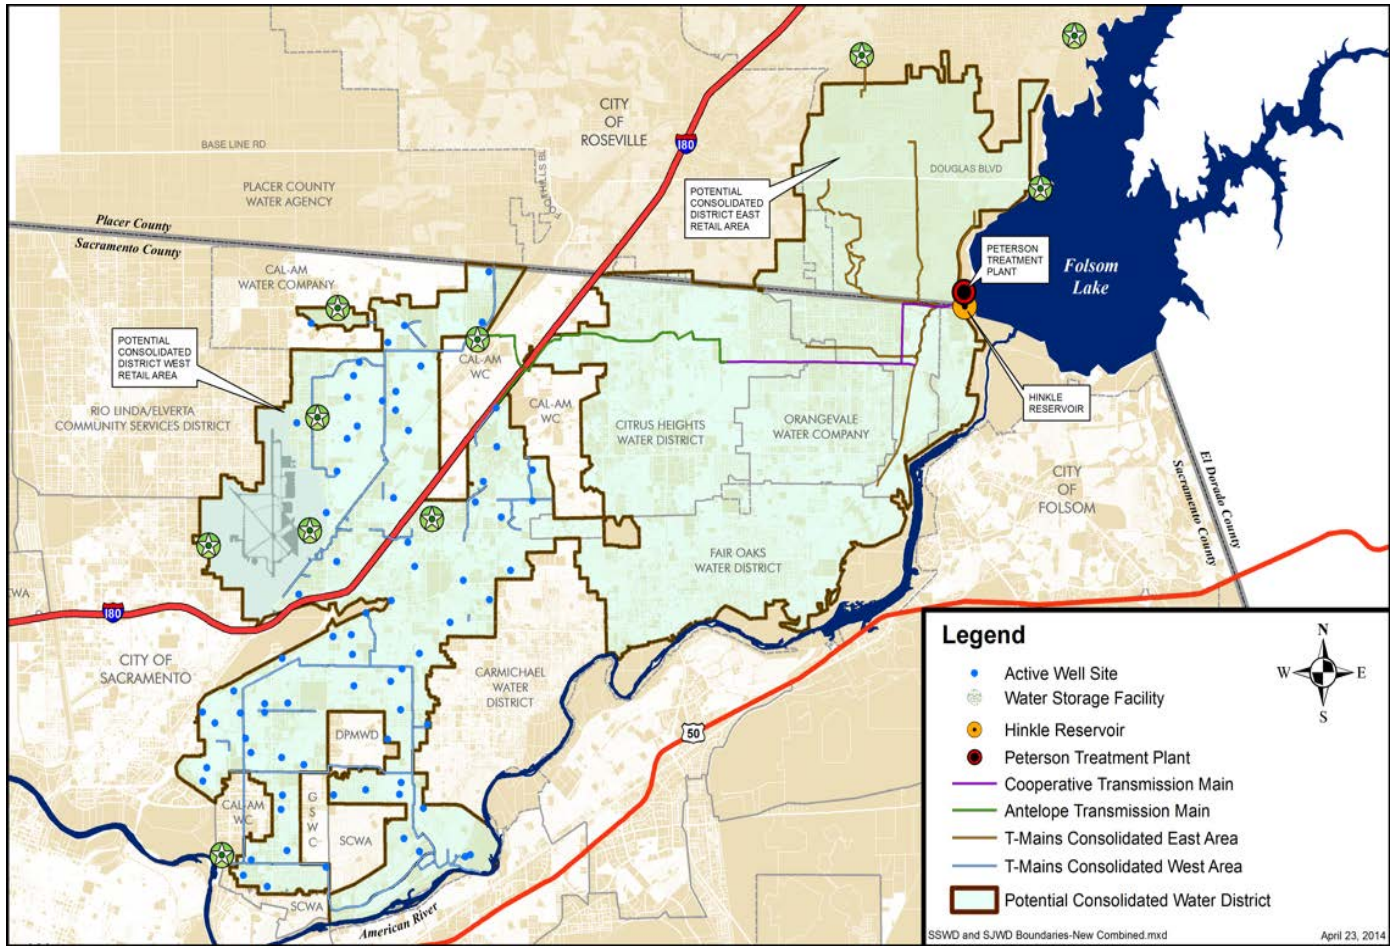 CITY
OF
ROSEVILLE
80
BASE LINE RD
DOUGLAS BLVD
PLACER COUNTY
WATER AGENCY
POTENTIAL
CONSOLIDATED
DISTRICT EAST
RETAIL AREA
Placer County
Sacramento County
PETERSON
TREATMENT
PLANT
Folsom
Lake
CAL-AM
WATER COMPANY
POTENTIAL
CONSOLIDATED
DISTRICT WEST
RETAIL AREA
CAL-AM
WC
HINKLE
RESERVOIR
RIO LINDA/ELVERTA
COMMUNITY SERVICES DISTRICT
CAL-AM
WC
CITRUS HEIGHTS
WATER DISTRICT
ORANGEVALE
WATER COMPANY
CITY
OF
FOLSOM
El Dorado County
Sacramento County
FAIR OAKS
WATER DISTRICT
80
CITY OF
SACRAMENTO
CARMICHAEL
WATER
DISTRICT
DPMWD
50
CAL-AM
WC
G
S
W
C
SCWA
SCWA
American River
Legend
N
W
E
S
Active Well Site
Water Storage Facility
Hinkle Reservoir
Peterson Treatment Plant
Cooperative Transmission Main
Antelope Transmission Main
T-Mains Consolidated East Area
T-Mains Consolidated West Area
Potential Consolidated Water District
SSWD and SJWD Boundaries-New Combined.mxd
April 23, 2014